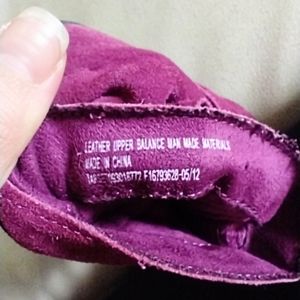 LEATHER UPPER BALANCE MAN MADE MATERIALS
MADE IN CHINA
F16793628-05/12